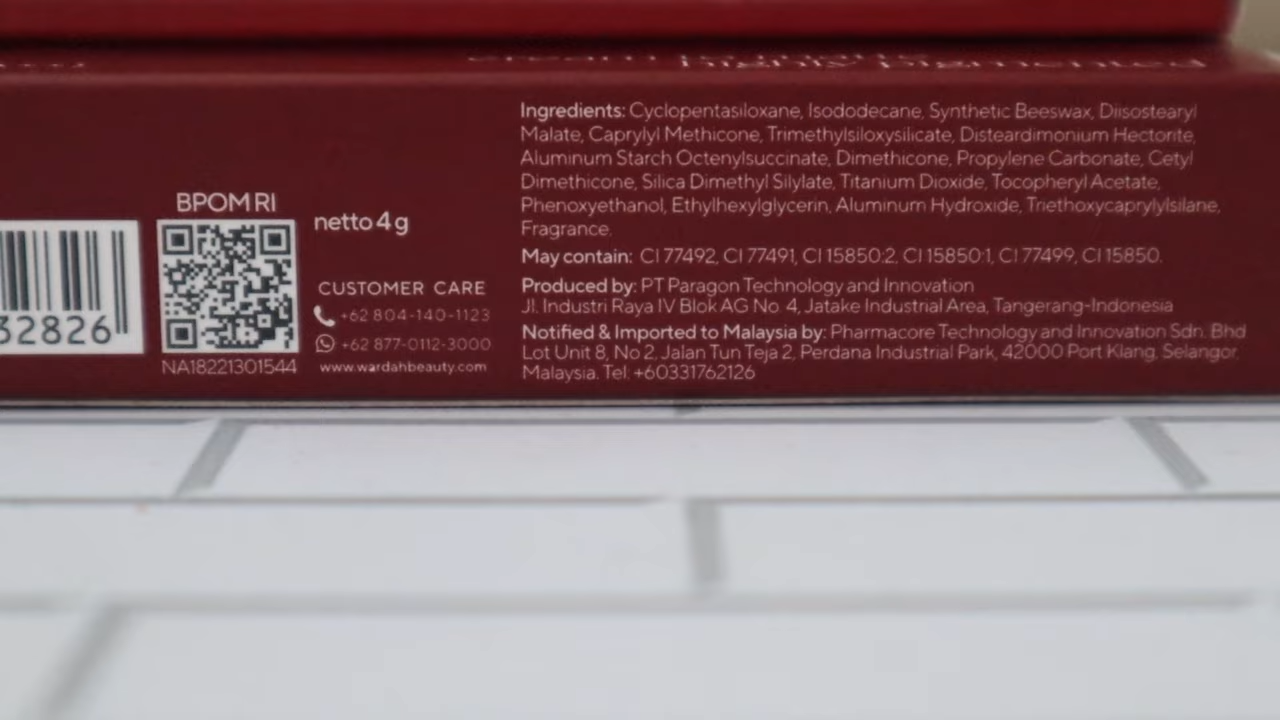 highly pigmented
Ingredients: Cyclopentasiloxane, Isododecane, Synthetic Beeswax, Diisostearyl
Malate, Caprylyl Methicone, Trimethylsiloxysilicate, Disteardimonium Hectorite,
Aluminum Starch Octenylsuccinate, Dimethicone, Propylene Carbonate, Cetyl
Dimethicone, Silica Dimethyl Silylate, Titanium Dioxide, Tocopheryl Acetate,
Phenoxyethanol, Ethylhexylglycerin, Aluminum Hydroxide, Triethoxycaprylylsilane,
Fragrance.
May contain: CI 77492, CI 77491, CI 15850:2, CI 15850:1, CI 77499, CI 15850.
Produced by: PT Paragon Technology and Innovation
Jl. Industri Raya IV Blok AG No. 4, Jatake Industrial Area, Tangerang-Indonesia
Notified & Imported to Malaysia by: Pharmacore Technology and Innovation Sdn. Bhd
Lot Unit 8, No 2, Jalan Tun Teja 2, Perdana Industrial Park, 42000 Port Klang, Selangor,
Malaysia. Tel: +60331762126
BPOM RI
NA18221301544
netto 4 g
CUSTOMER CARE
+62 804-140-1123
+62 877-0112-3000
www.wardahbeauty.com
32826